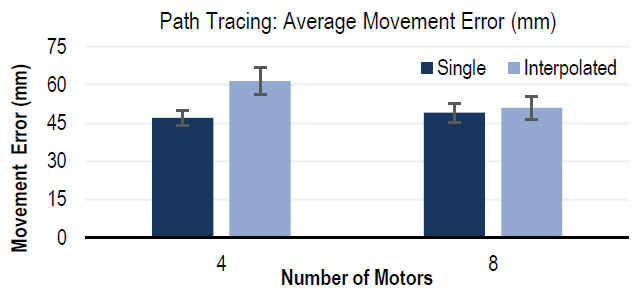 Path Tracing: Average Movement Error (mm)
Movement Error (mm)
75
60
45
30
15
0
Single
Interpolated
4
8
Number of Motors